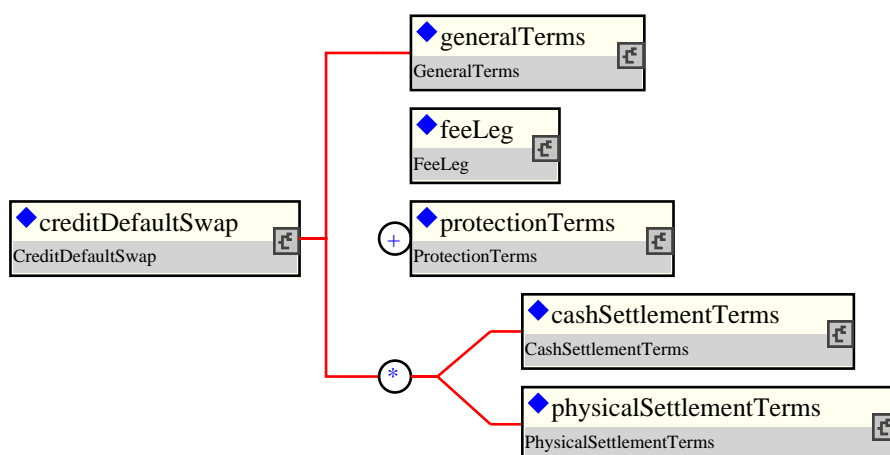 generalTerms
GeneralTerms
feeLeg
FeeLeg
creditDefaultSwap
CreditDefaultSwap
+
protectionTerms
ProtectionTerms
cashSettlementTerms
CashSettlementTerms
*
physicalSettlementTerms
PhysicalSettlementTerms